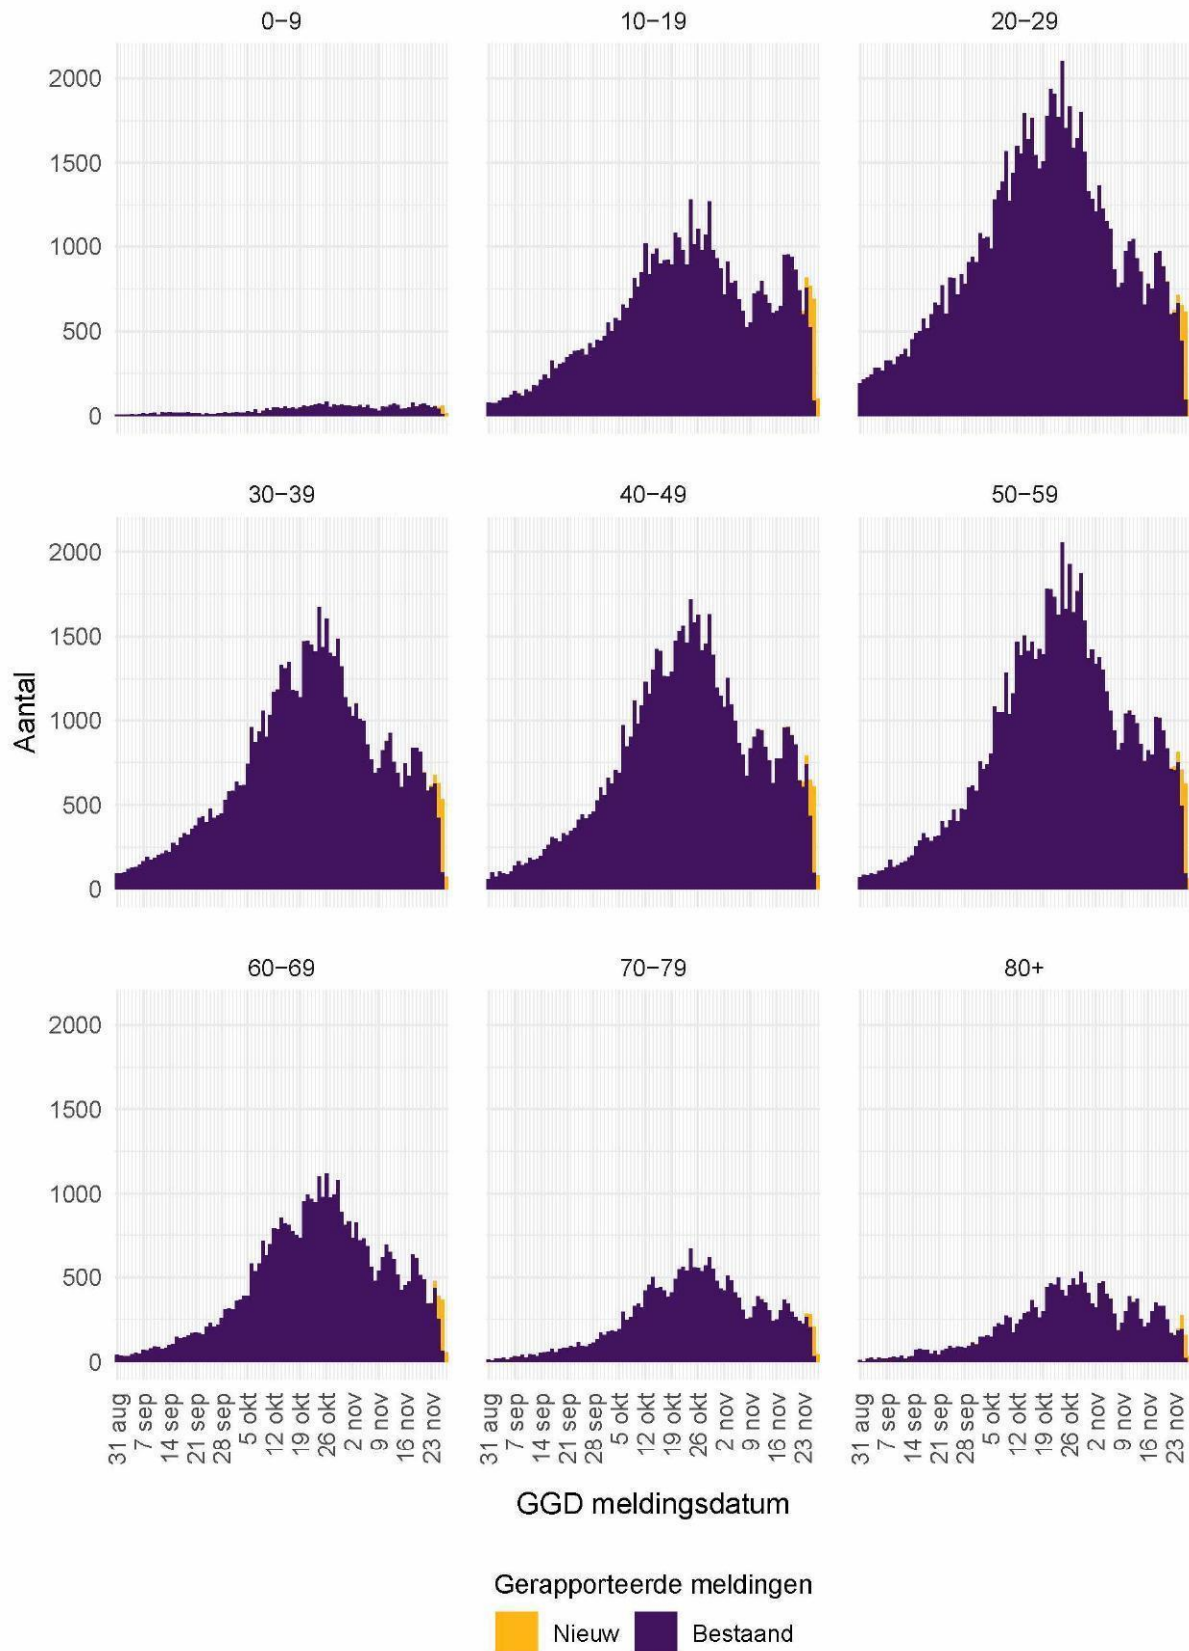 0−9 10−19 20−29
2000
1500
1000
500
0
30−39 40−49 50−59
2000
1500
1000
500
0
Aantal
60−69 70−79 80+
2000
1500
1000
500
0
31 aug 7 sep 14 sep 21 sep 28 sep 5 okt 12 okt 19 okt 26 okt 2 nov 9 nov 16 nov 23 nov
31 aug 7 sep 14 sep 21 sep 28 sep 5 okt 12 okt 19 okt 26 okt 2 nov 9 nov 16 nov 23 nov
31 aug 7 sep 14 sep 21 sep 28 sep 5 okt 12 okt 19 okt 26 okt 2 nov 9 nov 16 nov 23 nov
GGD meldingsdatum
Gerapporteerde meldingen
Nieuw Bestaand